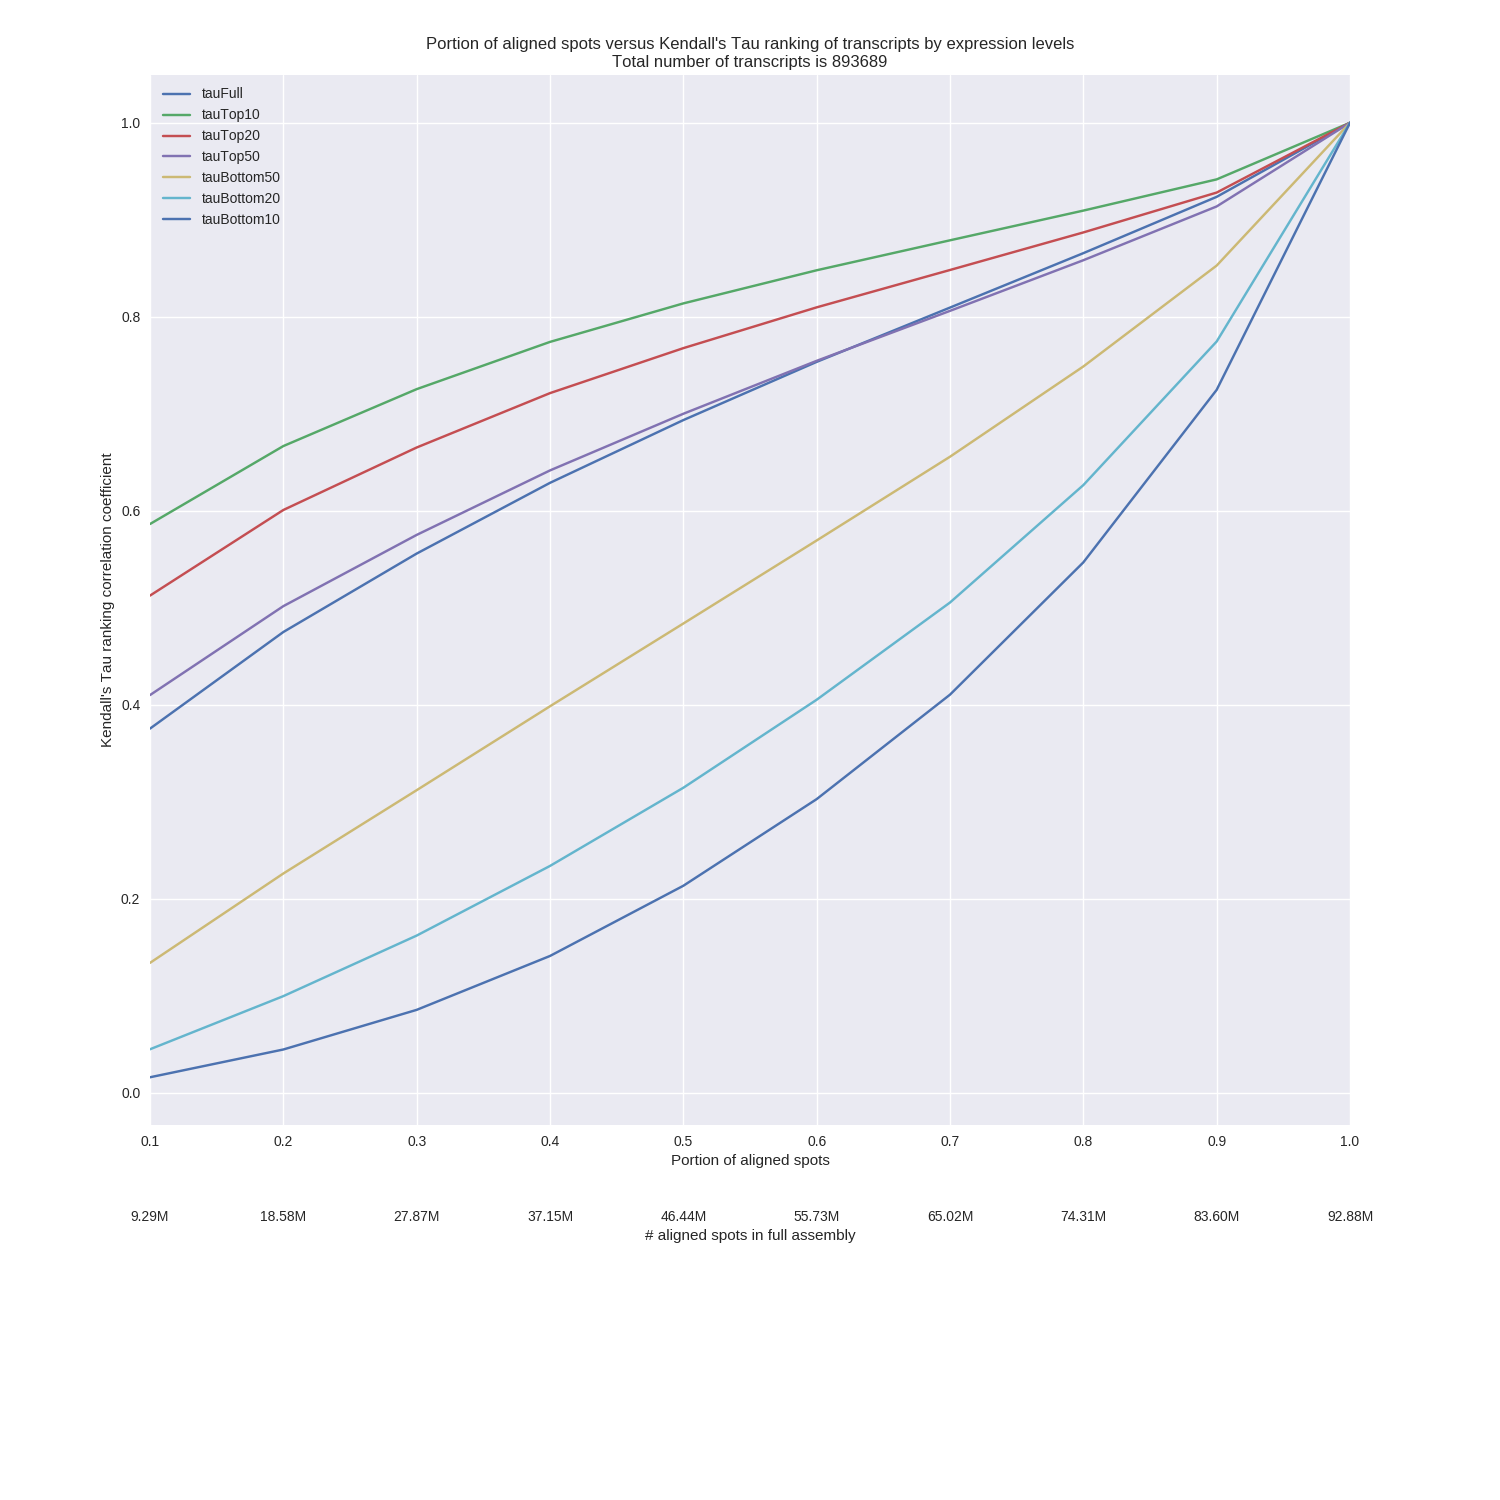 Portion of aligned spots versus Kendall's Tau ranking of transcripts by expression levels
Total number of transcripts is 893689
tauFull
tauTop10
tauTop20
tauTop50
tauBottom50
tauBottom20
tauBottom10
1.0
0.8
0.6
0.4
0.2
0.0
Kendall's Tau ranking correlation coefficient
0.1 0.2 0.3 0.4 0.5 0.6 0.7 0.8 0.9 1.0
Portion of aligned spots
9.29M 18.58M 27.87M 37.15M 46.44M 55.73M 65.02M 74.31M 83.60M 92.88M
# aligned spots in full assembly